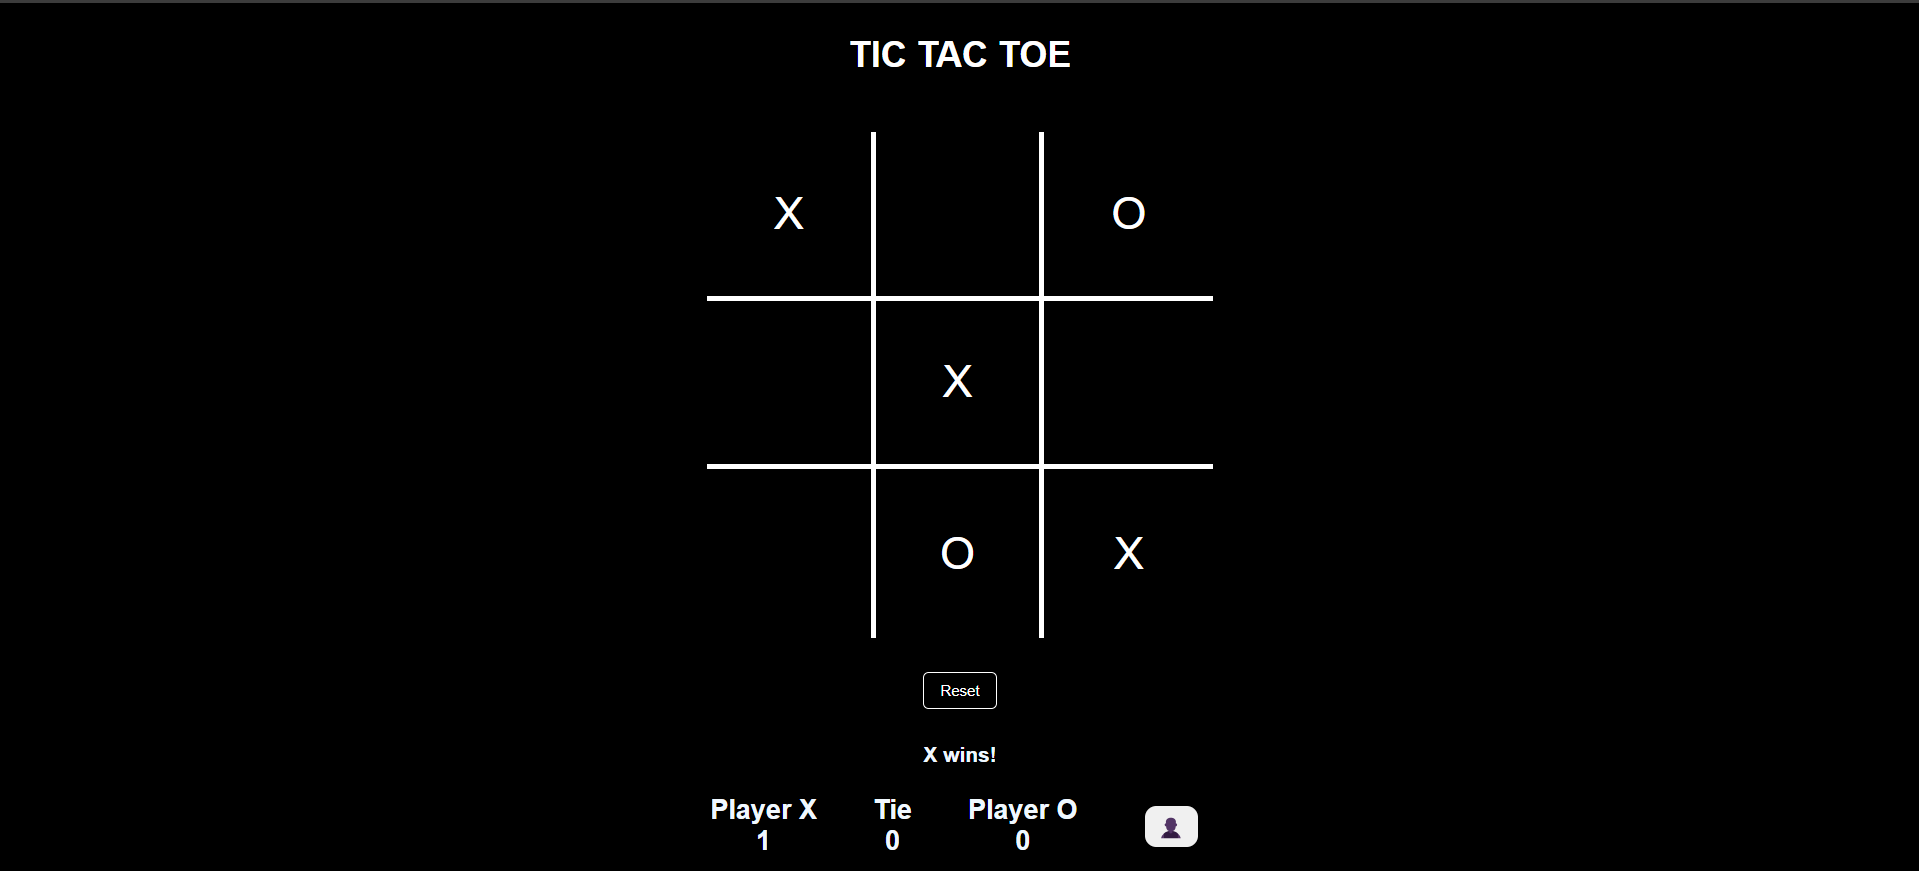 TIC TAC TOE
X O
X
O X
Reset
X wins!
Player X Tie Player O
1 0 0